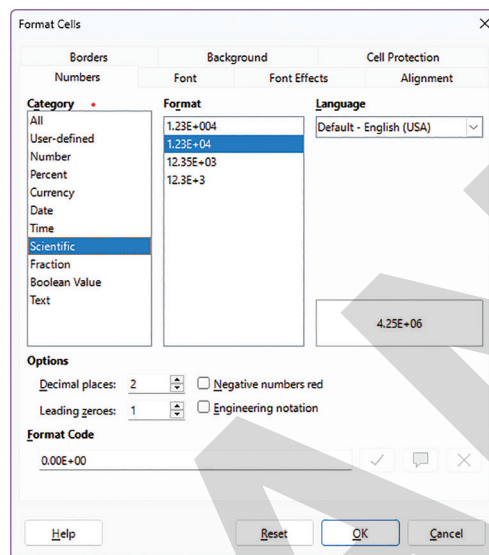 Format Cells
Borders Background Cell Protection
Numbers Font Font Effects Alignment
Category Format Language
All
User-defined
Number
Percent
Currency
Date
Time
Scientific
Fraction
Boolean Value
Text
1.23E+004
1.23E+04
12.35E+03
12.3E+3
Default - English (USA)
4.25E+06
Options
Decimal places: 2 Negative numbers red
Leading zeroes: 1 Engineering notation
Format Code
0.00E+00
Help Reset OK Cancel